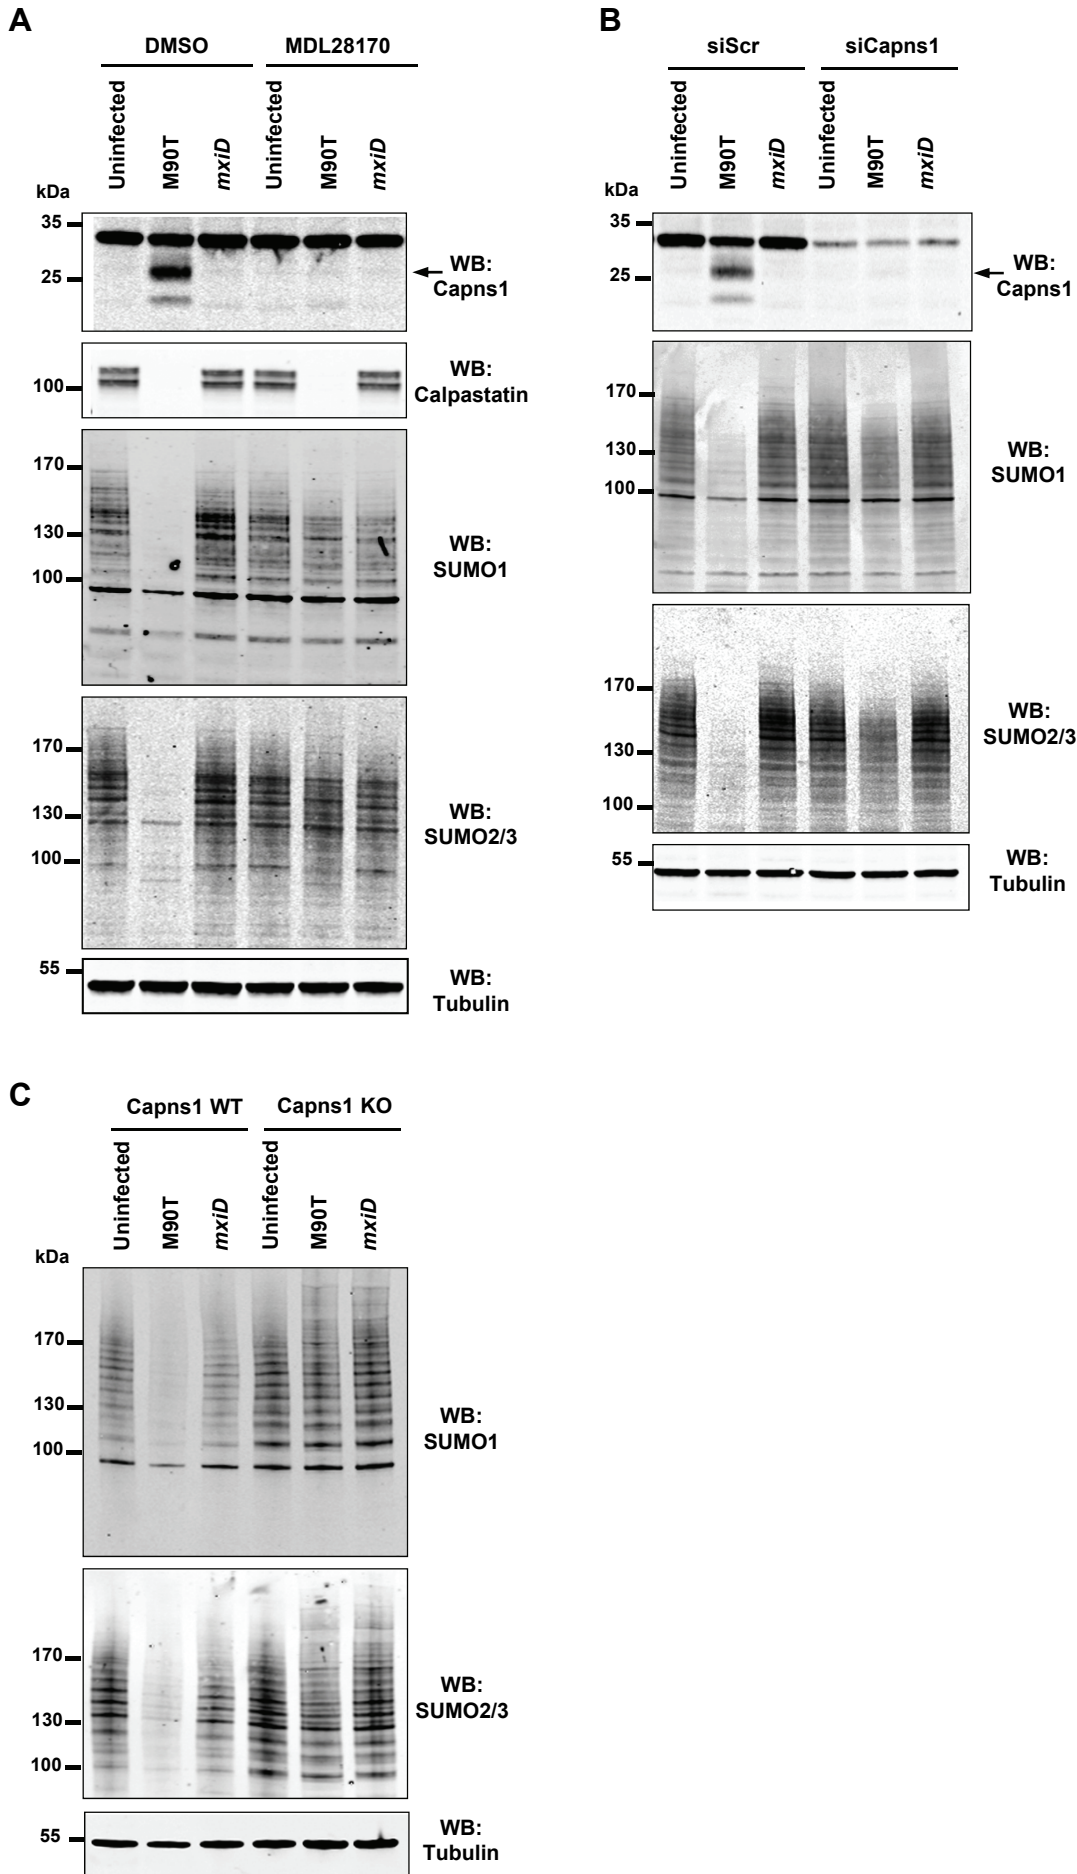 A
DMSO MDL28170
Uninfected M90T mxiD Uninfected M90T mxiD
kDa
35
25
WB:
Capns1
100
WB:
Calpastatin
170
130
100
WB:
SUMO1
170
130
100
WB:
SUMO2/3
55
WB:
Tubulin
B
siScr siCapns1
Uninfected M90T mxiD Uninfected M90T mxiD
kDa
35
25
WB:
Capns1
170
130
100
WB:
SUMO1
170
130
100
WB:
SUMO2/3
55
WB:
Tubulin
C
Capns1 WT Capns1 KO
Uninfected M90T mxiD Uninfected M90T mxiD
kDa
170
130
100
WB:
SUMO1
170
130
100
WB:
SUMO2/3
55
WB:
Tubulin